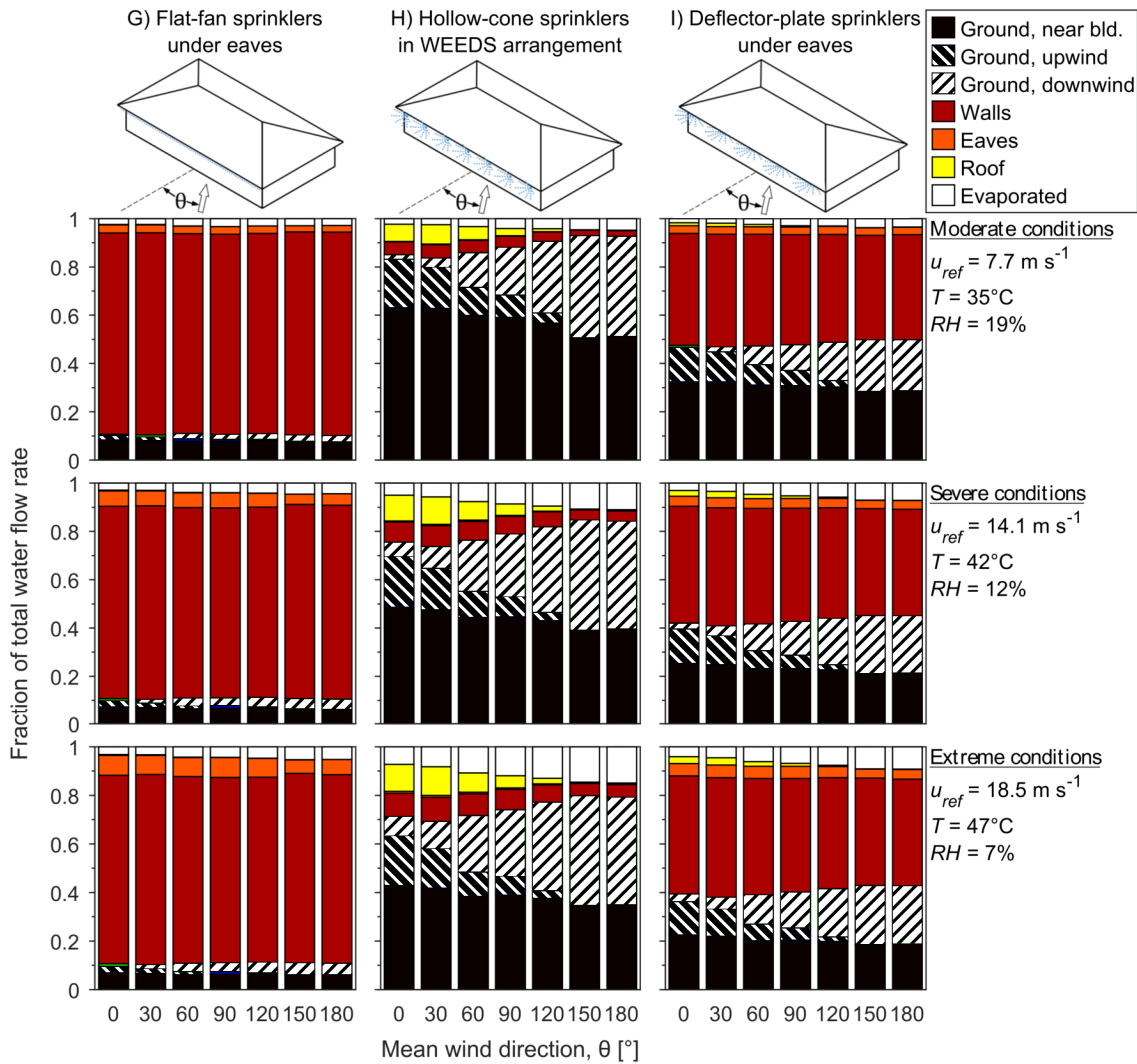 G) Flat-fan sprinklers
under eaves
H) Hollow-cone sprinklers
in WEEDS arrangement
I) Deflector-plate sprinklers
under eaves
Ground, near bld.
Ground, upwind
Ground, downwind
Walls
Eaves
Roof
Evaporated
θ
θ
θ
Fraction of total water flow rate
1
0.8
0.6
0.4
0.2
0
Moderate conditions
u_ref = 7.7 m s⁻¹
T = 35°C
RH = 19%
1
0.8
0.6
0.4
0.2
0
Severe conditions
u_ref = 14.1 m s⁻¹
T = 42°C
RH = 12%
1
0.8
0.6
0.4
0.2
0
Extreme conditions
u_ref = 18.5 m s⁻¹
T = 47°C
RH = 7%
0 30 60 90 120 150 180
0 30 60 90 120 150 180
0 30 60 90 120 150 180
Mean wind direction, θ [°]